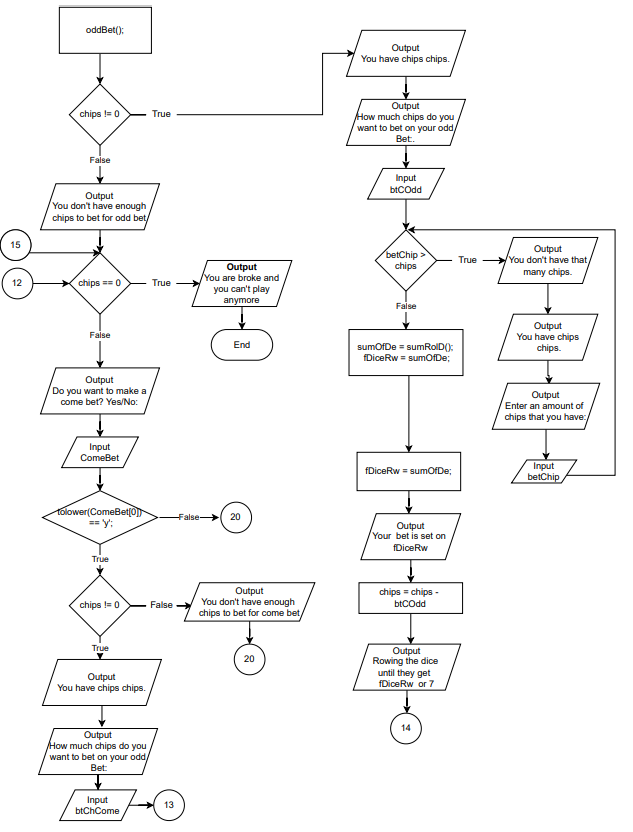 oddBet();
chips != 0
True
False
Output
You don't have enough
chips to bet for odd bet
15
12
chips == 0
True
Output
You are broke and
you can't play
anymore
End
False
Output
Do you want to make a
come bet? Yes/No:
Input
ComeBet
tolower(ComeBet[0])
== 'y';
False
20
True
chips != 0
False
Output
You don't have enough
chips to bet for come bet
20
True
Output
You have chips chips.
Output
How much chips do you
want to bet on your odd
Bet:
Input
btChCome
13
Output
You have chips chips.
Output
How much chips do you
want to bet on your odd
Bet:.
Input
btCOdd
betChip >
chips
True
Output
You don't have that
many chips.
Output
You have chips
chips.
Output
Enter an amount of
chips that you have:
Input
betChip
False
sumOfDe = sumRolD();
fDiceRw = sumOfDe;
fDiceRw = sumOfDe;
Output
Your bet is set on
fDiceRw
chips = chips -
btCOdd
Output
Rowing the dice
until they get
fDiceRw or 7
14